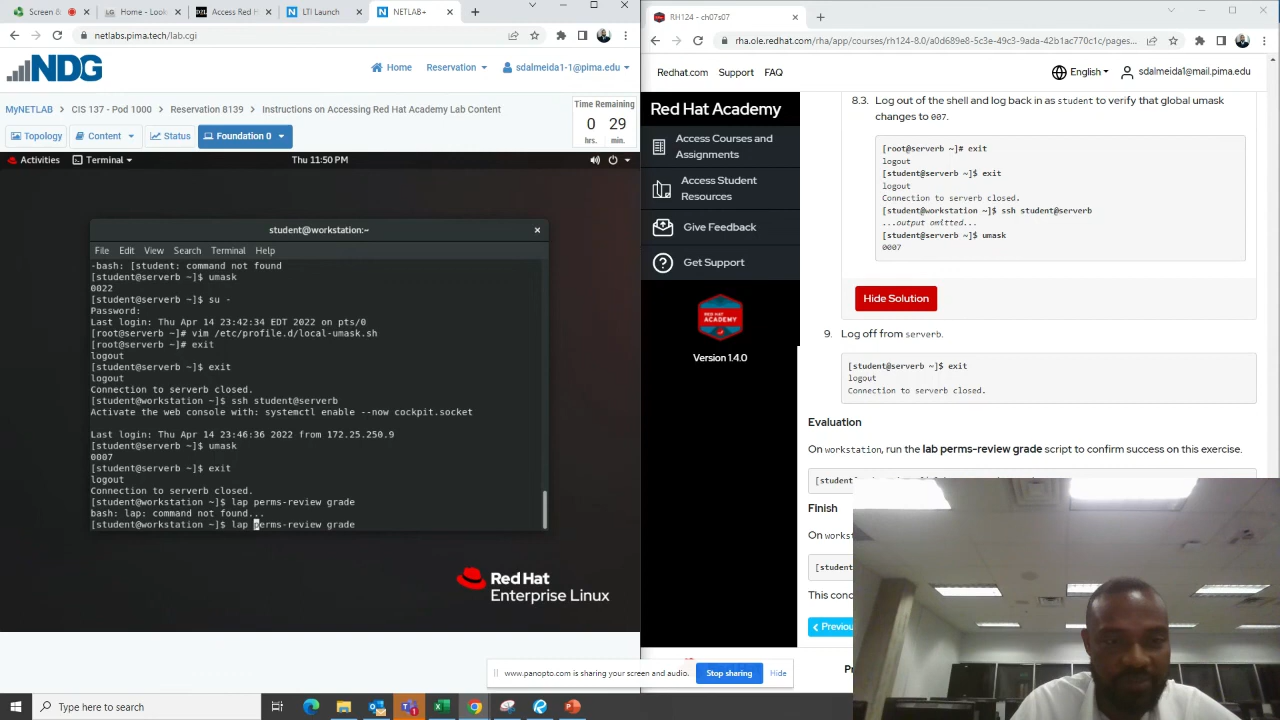 Screen &
Home - Look
Access Red H
LTI Launch
NETLAB+
netlabs.pima.tech/lab.cgi
NDG
Home
Reservation
sdalmeida1-1@pima.edu
MyNETLAB
CIS 137 - Pod 1000
Reservation 8139
Instructions on Accessing Red Hat Academy Lab Content
Time Remaining
0 29
hrs. min.
Topology
Content
Status
Foundation 0
Activities
Terminal
Thu 11:50 PM
student@workstation:~
File Edit View Search Terminal Help
-bash: [student: command not found
[student@serverb ~]$ umask
0022
[student@serverb ~]$ su -
Password:
Last login: Thu Apr 14 23:42:34 EDT 2022 on pts/0
[root@serverb ~]# vim /etc/profile.d/local-umask.sh
[root@serverb ~]# exit
logout
[student@serverb ~]$ exit
logout
Connection to serverb closed.
[student@workstation ~]$ ssh student@serverb
Activate the web console with: systemctl enable --now cockpit.socket
Last login: Thu Apr 14 23:46:36 2022 from 172.25.250.9
[student@serverb ~]$ umask
0007
[student@serverb ~]$ exit
logout
Connection to serverb closed.
[student@workstation ~]$ lap perms-review grade
bash: lap: command not found...
[student@workstation ~]$ lap perms-review grade
Red Hat
Enterprise Linux
www.panopto.com is sharing your screen and audio.
Stop sharing
Hide
Type here to search
RH124 - ch07s07
rha.ole.redhat.com/rha/app/courses/rh124-8.0/a0d689e8-5c3e-49c3-9ada-42b1ac770c1c/pages...
Redhat.com
Support
FAQ
English
sdalmeida1@mail.pima.edu
Red Hat Academy
Access Courses and
Assignments
Access Student
Resources
Give Feedback
Get Support
RED HAT
ACADEMY
Version 1.4.0
8.3. Log out of the shell and log back in as student to verify that global umask
changes to 007.
[root@serverb ~]# exit
logout
[student@serverb ~]$ exit
logout
Connection to serverb closed.
[student@workstation ~]$ ssh student@serverb
...output omitted...
[student@serverb ~]$ umask
0007
Hide Solution
9. Log off from serverb.
[student@serverb ~]$ exit
logout
Connection to serverb closed.
Evaluation
On workstation, run the lab perms-review grade script to confirm success on this exercise.
Finish
On
This